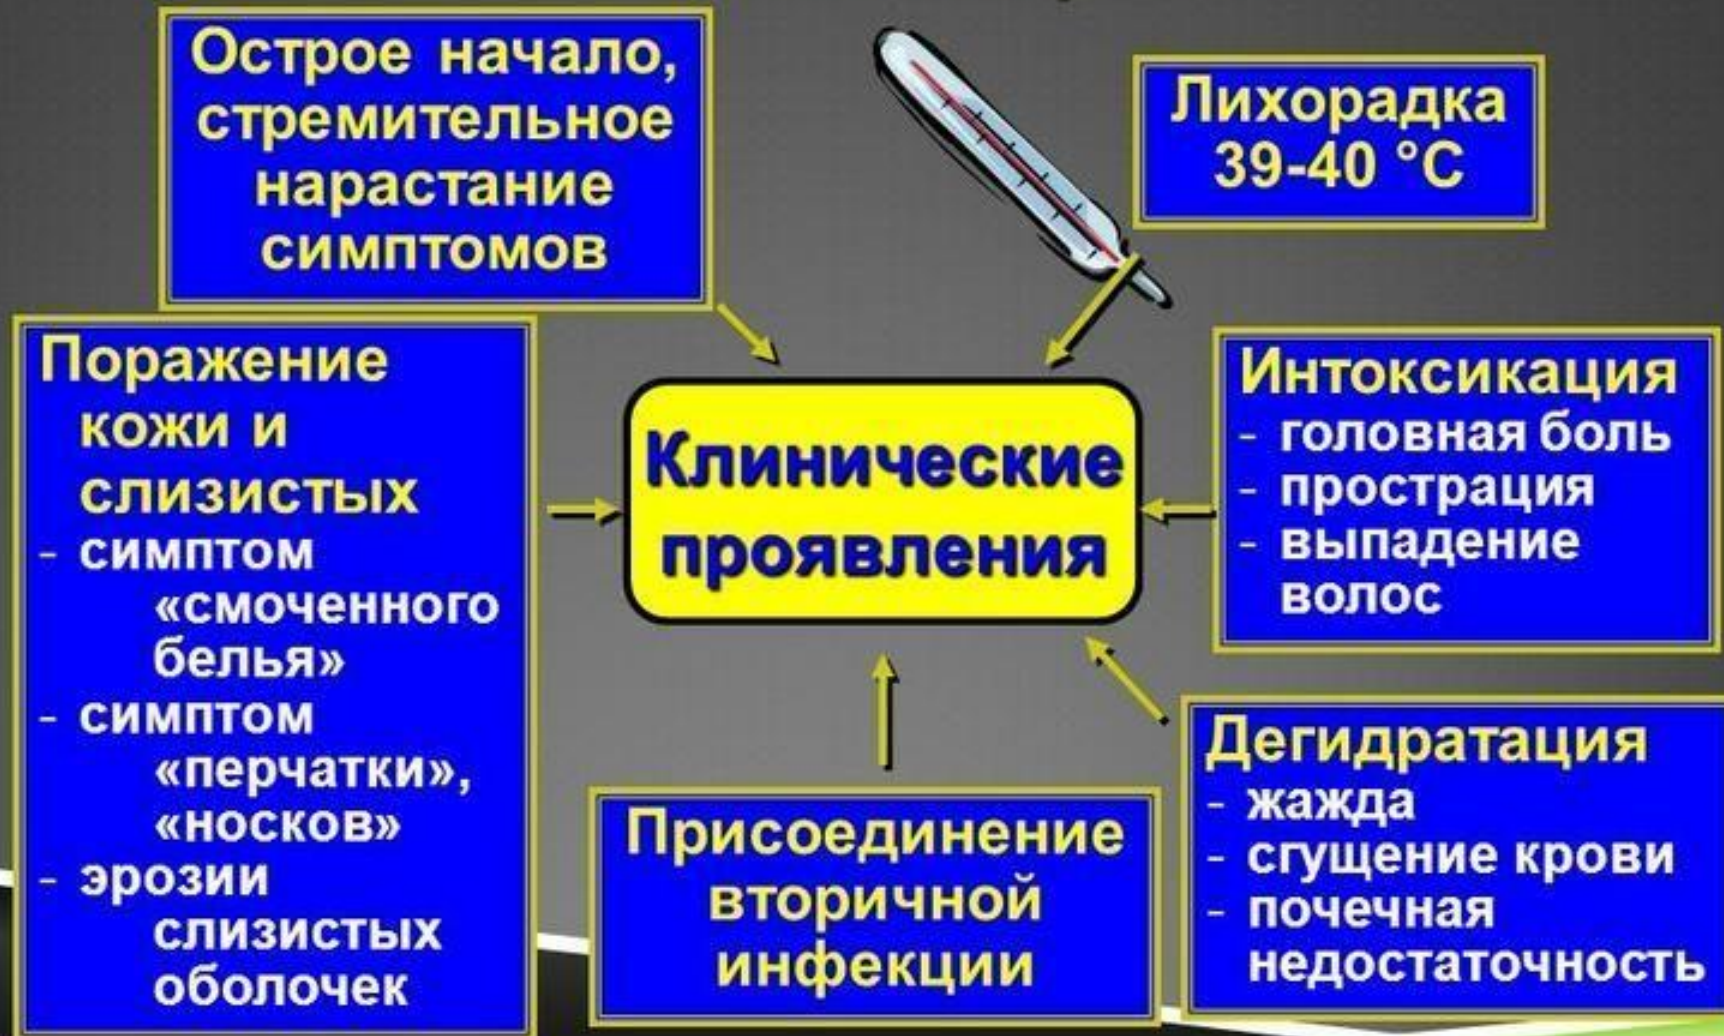 Острое начало,
стремительное
нарастание
симптомов
Лихорадка
39-40 °C
Поражение
кожи и
слизистых
- симптом
«смоченного
белья»
- симптом
«перчатки»,
«носков»
- эрозии
слизистых
оболочек
Клинические
проявления
Интоксикация
- головная боль
- прострация
- выпадение
волос
Присоединение
вторичной
инфекции
Дегидратация
- жажда
- сгущение крови
- почечная
недостаточность